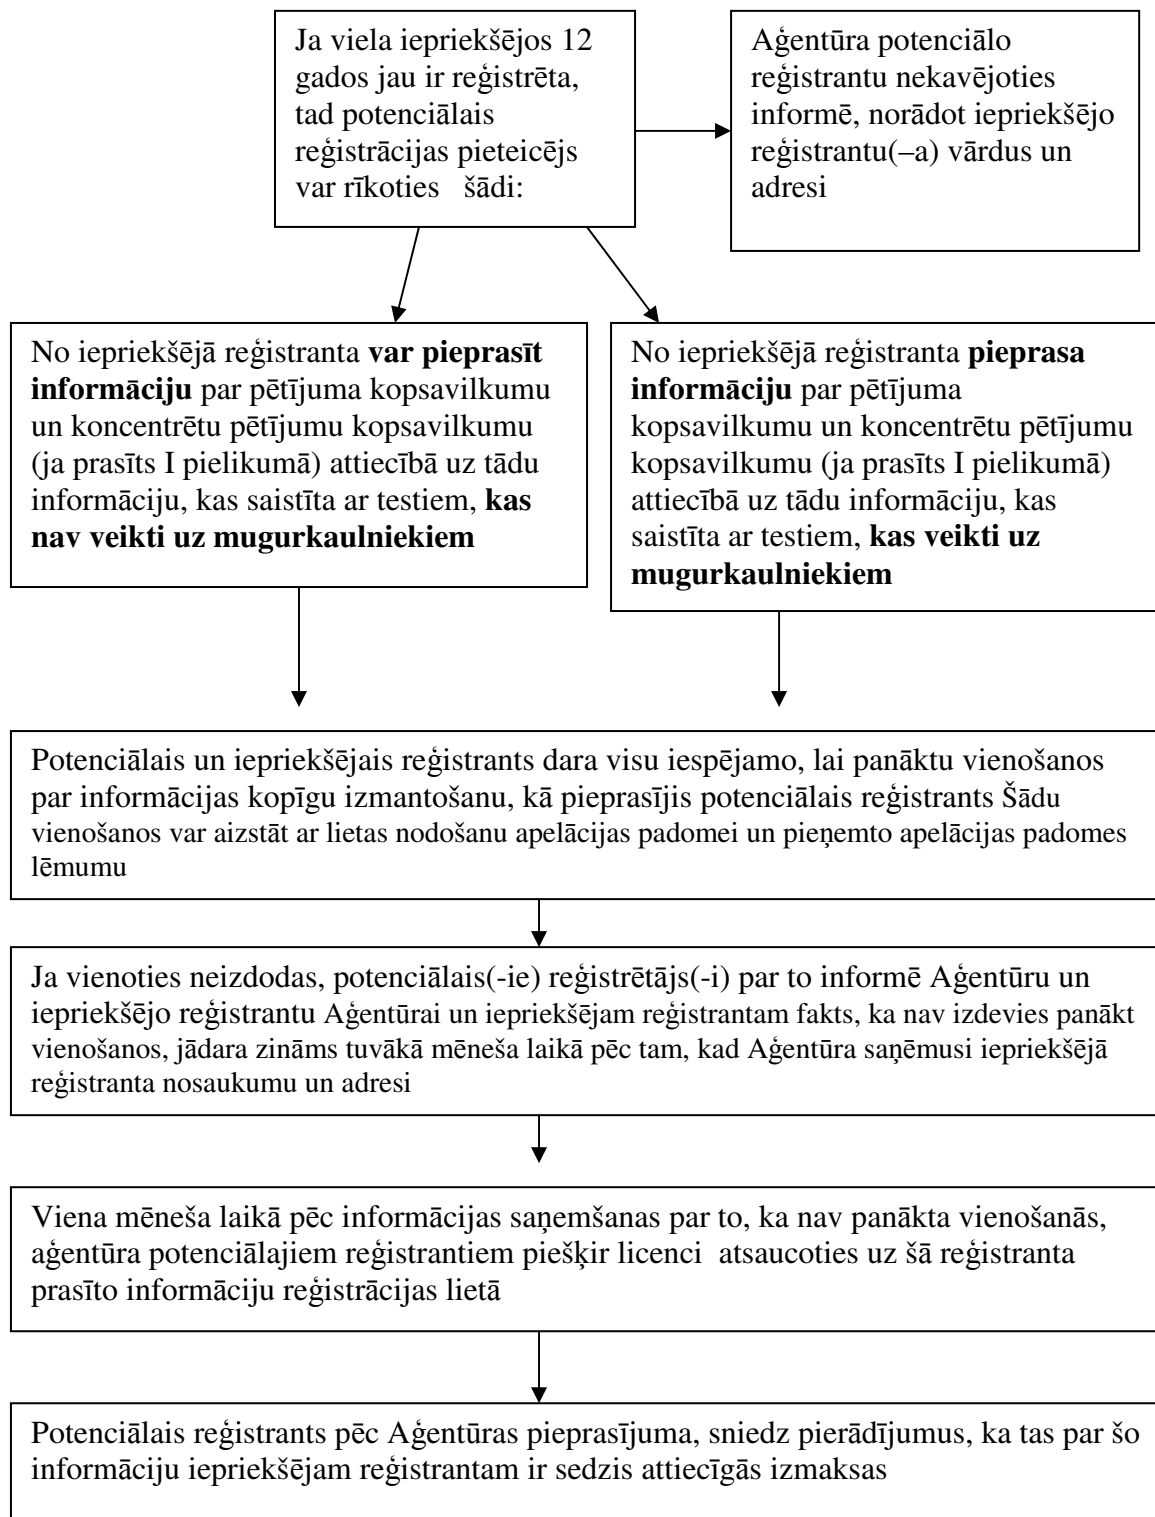 Ja viela iepriekšējos 12
gados jau ir reģistrēta,
tad potenciālais
reģistrācijas pieteicējs
var rīkoties šādi:
Aģentūra potenciālo
reģistrantu nekavējoties
informē, norādot iepriekšējo
reģistrantu(–a) vārdus un
adresi
No iepriekšējā reģistranta var pieprasīt
informāciju par pētījuma kopsavilkumu
un koncentrētu pētījumu kopsavilkumu
(ja prasīts I pielikumā) attiecībā uz tādu
informāciju, kas saistīta ar testiem, kas
nav veikti uz mugurkaulniekiem
No iepriekšējā reģistranta pieprasa
informāciju par pētījuma
kopsavilkumu un koncentrētu pētījumu
kopsavilkumu (ja prasīts I pielikumā)
attiecībā uz tādu informāciju, kas
saistīta ar testiem, kas veikti uz
mugurkaulniekiem
Potenciālais un iepriekšējais reģistrants dara visu iespējamo, lai panāktu vienošanos
par informācijas kopīgu izmantošanu, kā pieprasījis potenciālais reģistrants Šādu
vienošanos var aizstāt ar lietas nodošanu apelācijas padomei un pieņemto apelācijas padomes
lēmumu
Ja vienoties neizdodas, potenciālais(-ie) reģistrētājs(-i) par to informē Aģentūru un
iepriekšējo reģistrantu Aģentūrai un iepriekšējam reģistrantam fakts, ka nav izdevies panākt
vienošanos, jādara zināms tuvākā mēneša laikā pēc tam, kad Aģentūra saņēmusi iepriekšējā
reģistranta nosaukumu un adresi
Viena mēneša laikā pēc informācijas saņemšanas par to, ka nav panākta vienošanās,
aģentūra potenciālajiem reģistrantiem piešķir licenci atsaucoties uz šā reģistranta
prasīto informāciju reģistrācijas lietā
Potenciālais reģistrants pēc Aģentūras pieprasījuma, sniedz pierādījumus, ka tas par šo
informāciju iepriekšējam reģistrantam ir sedzis attiecīgās izmaksas